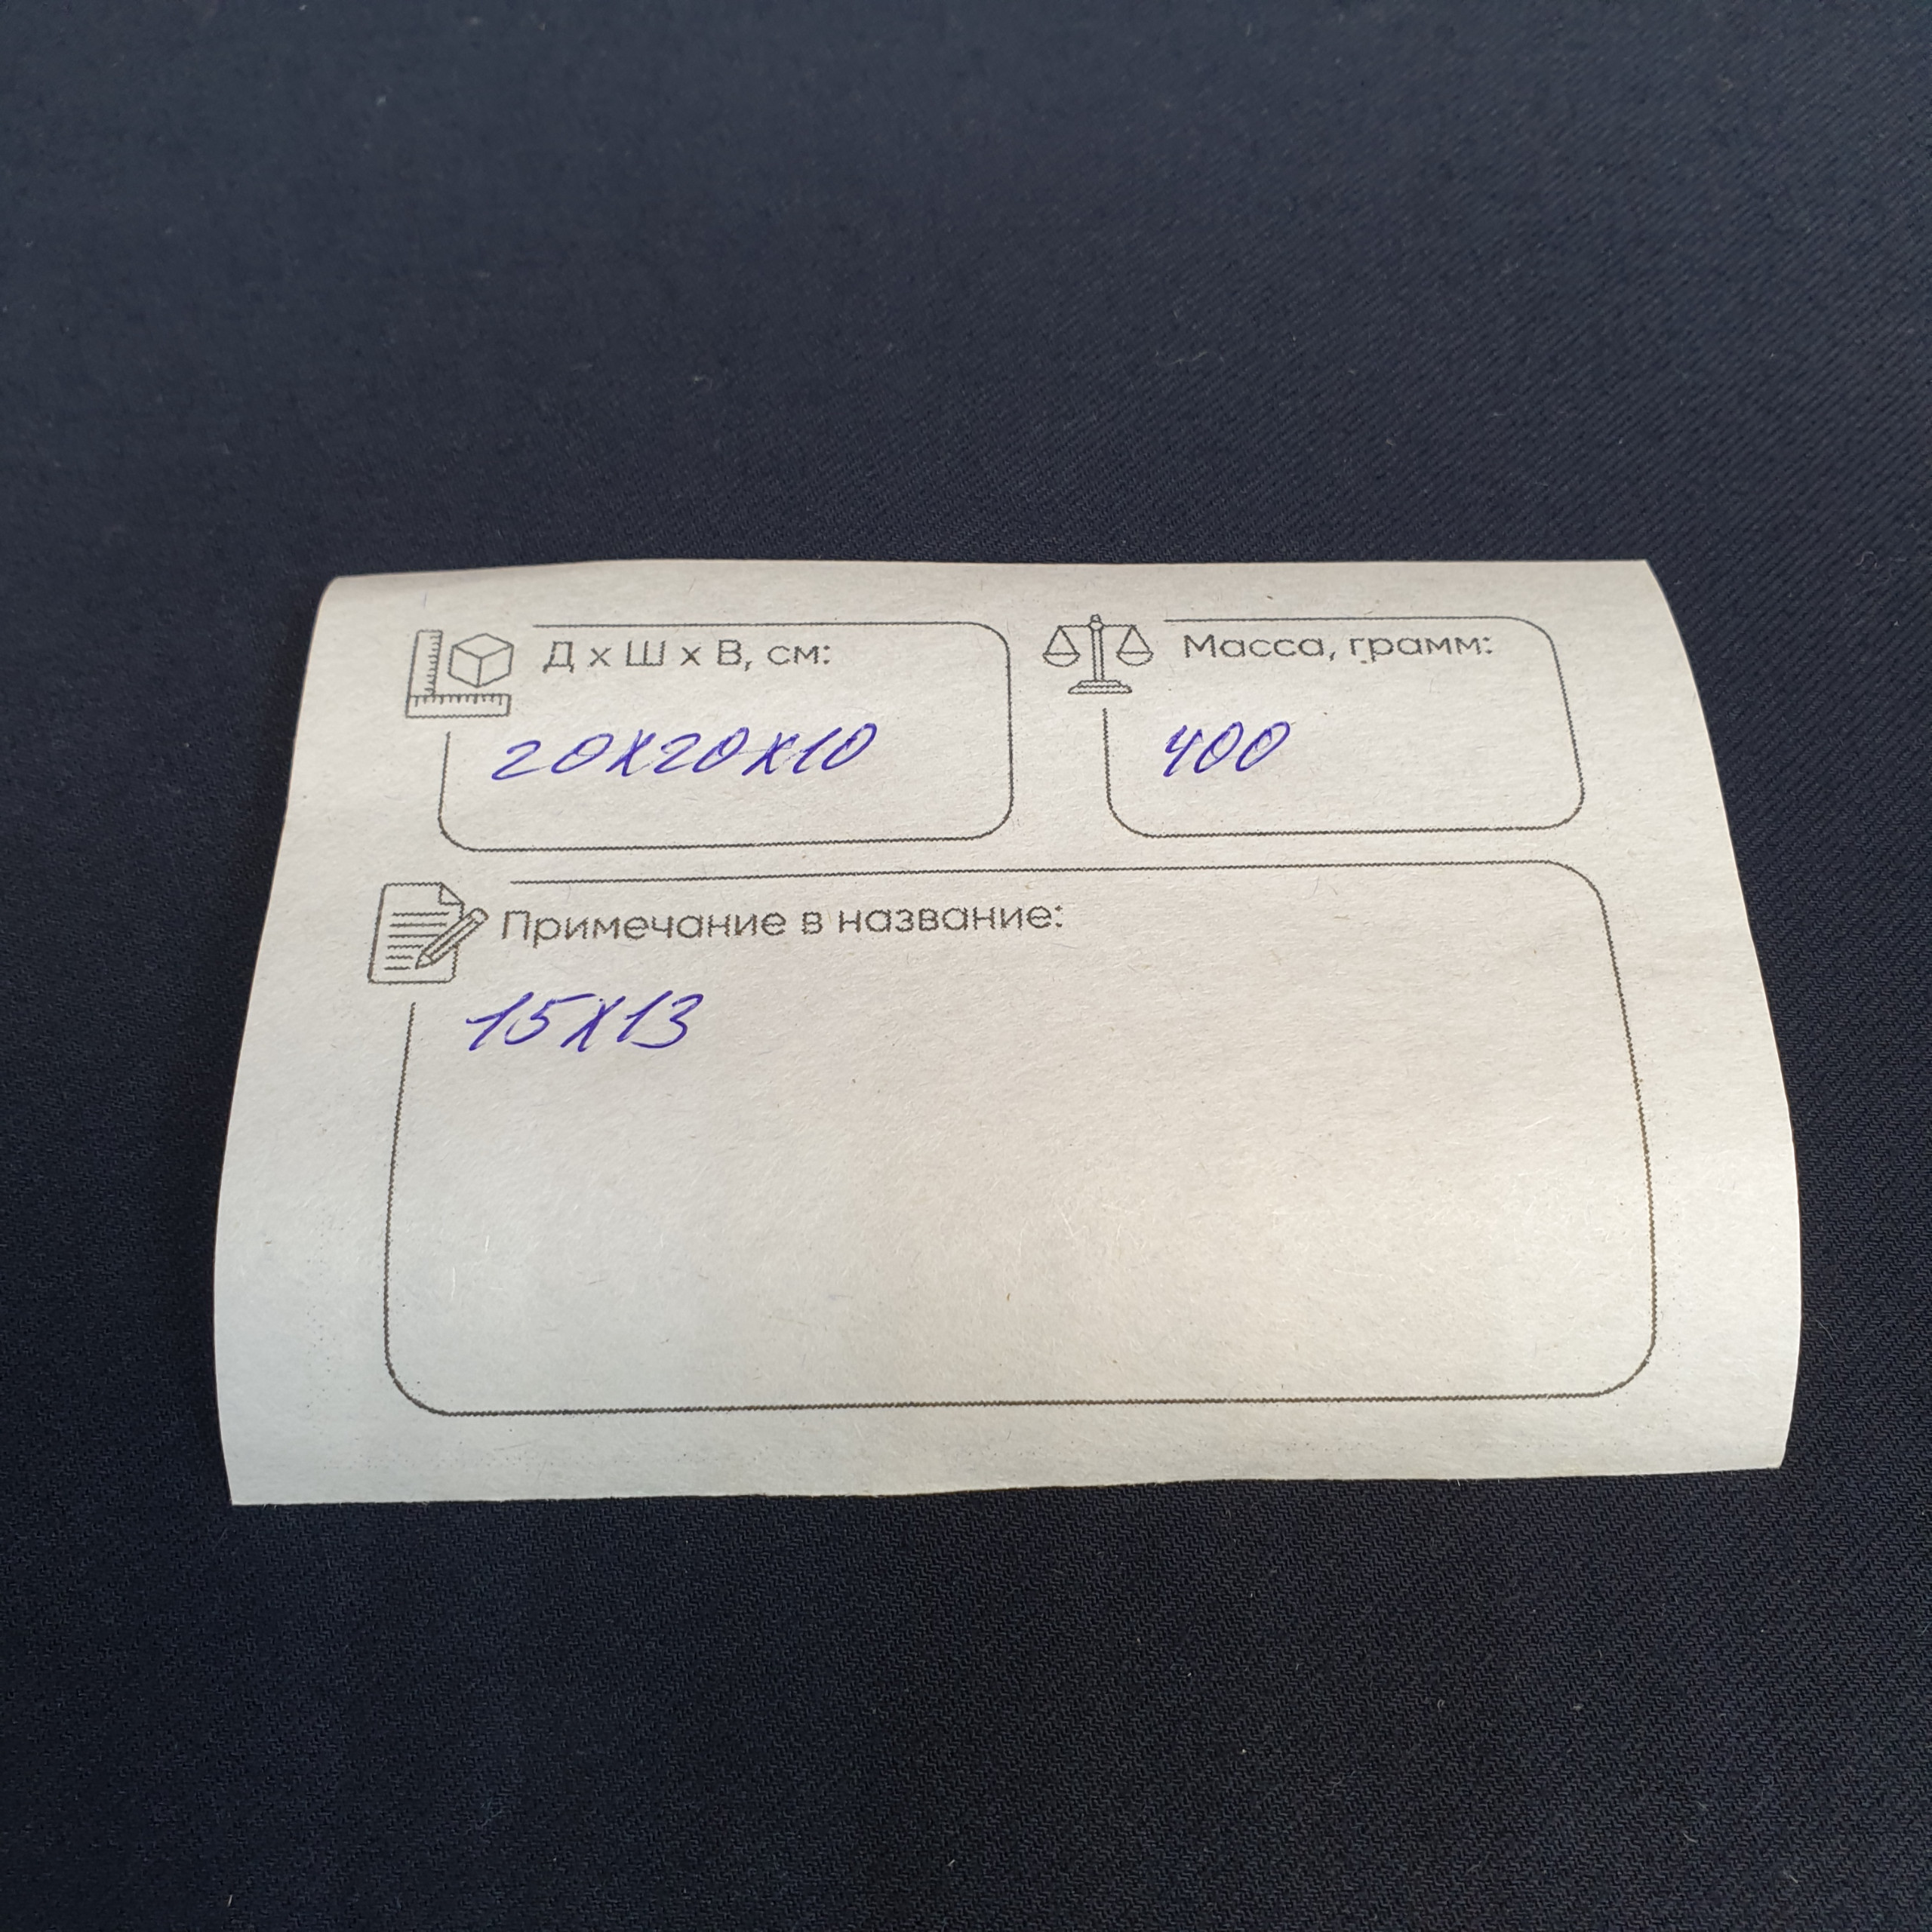 Д х Ш х В, см:
20х20х10
Масса, грамм:
400
Примечание в название:
15х13